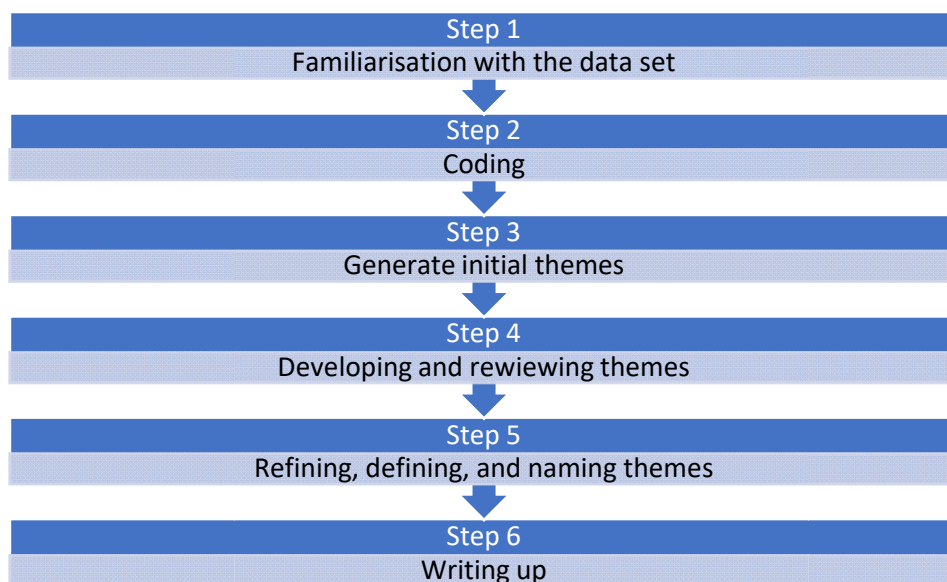 Step 1
Familiarisation with the data set
Step 2
Coding
Step 3
Generate initial themes
Step 4
Developing and rewiewing themes
Step 5
Refining, defining, and naming themes
Step 6
Writing up